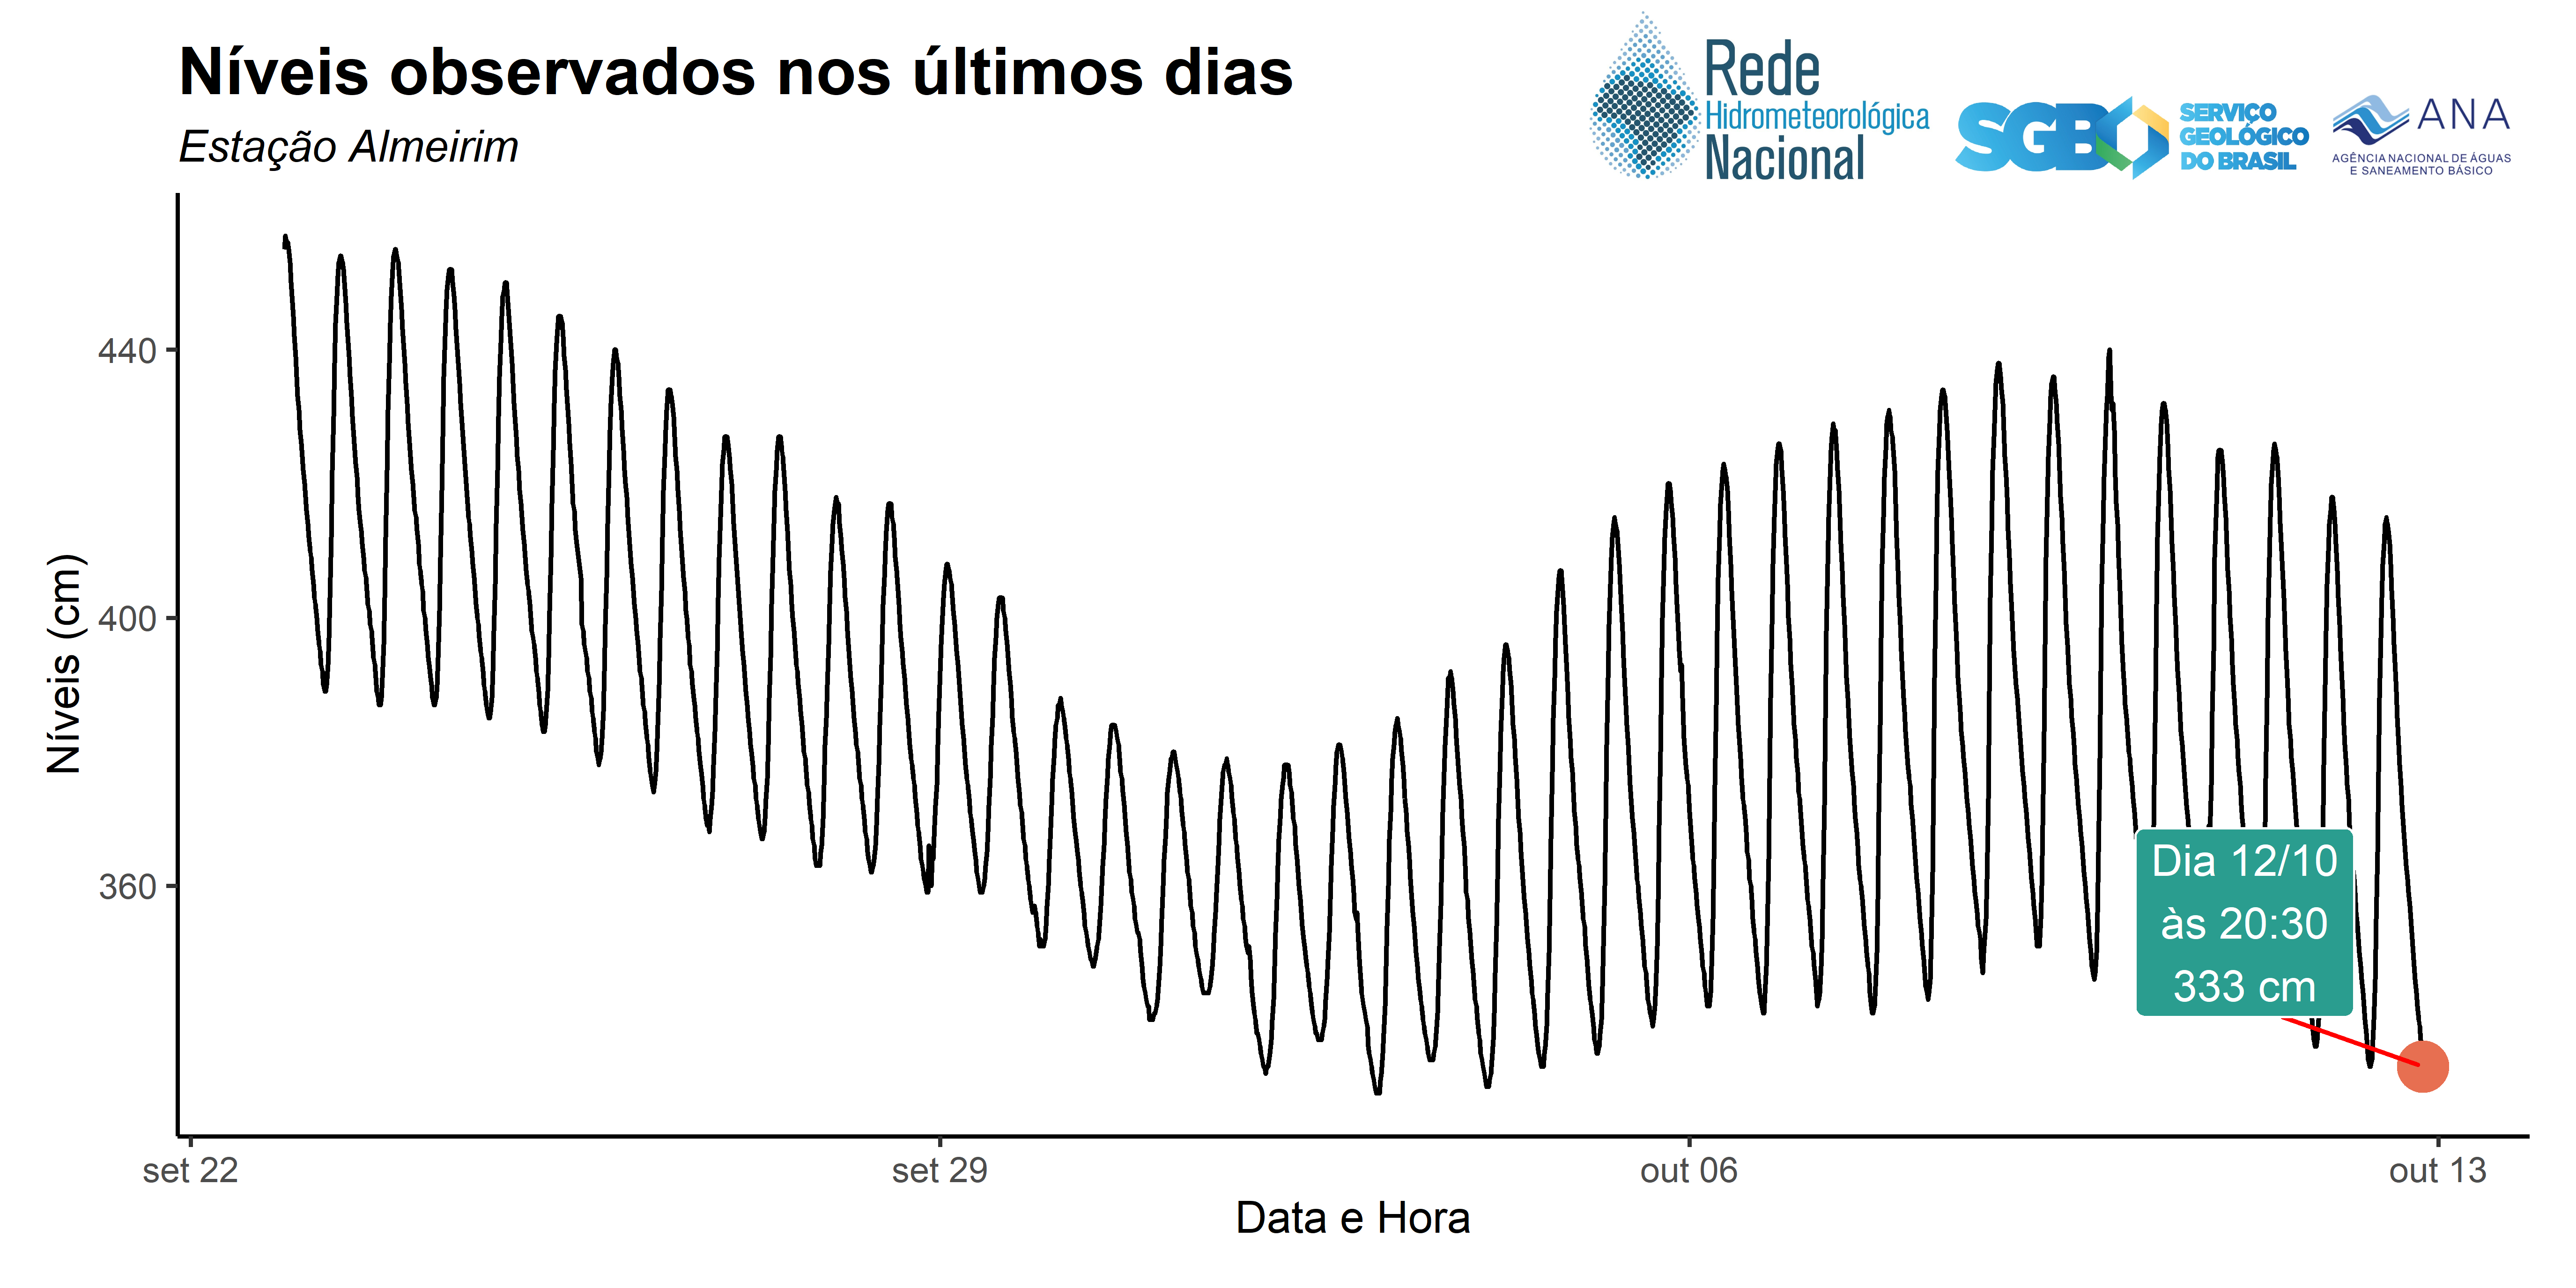 Níveis observados nos últimos dias
Estação Almeirim
Rede
Hidrometeorológica
Nacional
SGB
SERVIÇO
GEOLÓGICO
DO BRASIL
ANA
AGÊNCIA NACIONAL DE ÁGUAS
E SANEAMENTO BÁSICO
Níveis (cm)
440
400
360
Dia 12/10
às 20:30
333 cm
set 22
set 29
out 06
out 13
Data e Hora